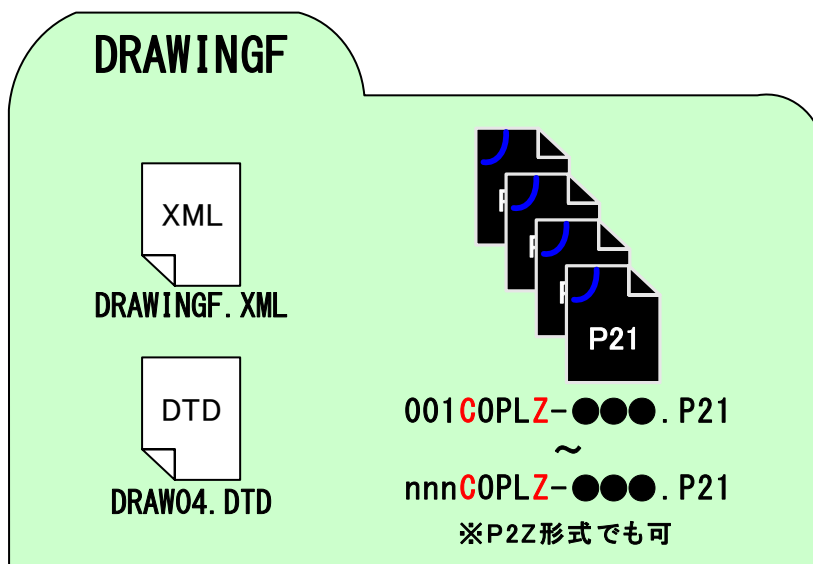 DRAWINGF
XML
DRAWINGF.XML
DTD
DRAW04.DTD
P
P
P
P21
001C0PLZ-●●●.P21
～
nnnC0PLZ-●●●.P21
※P2Z形式でも可